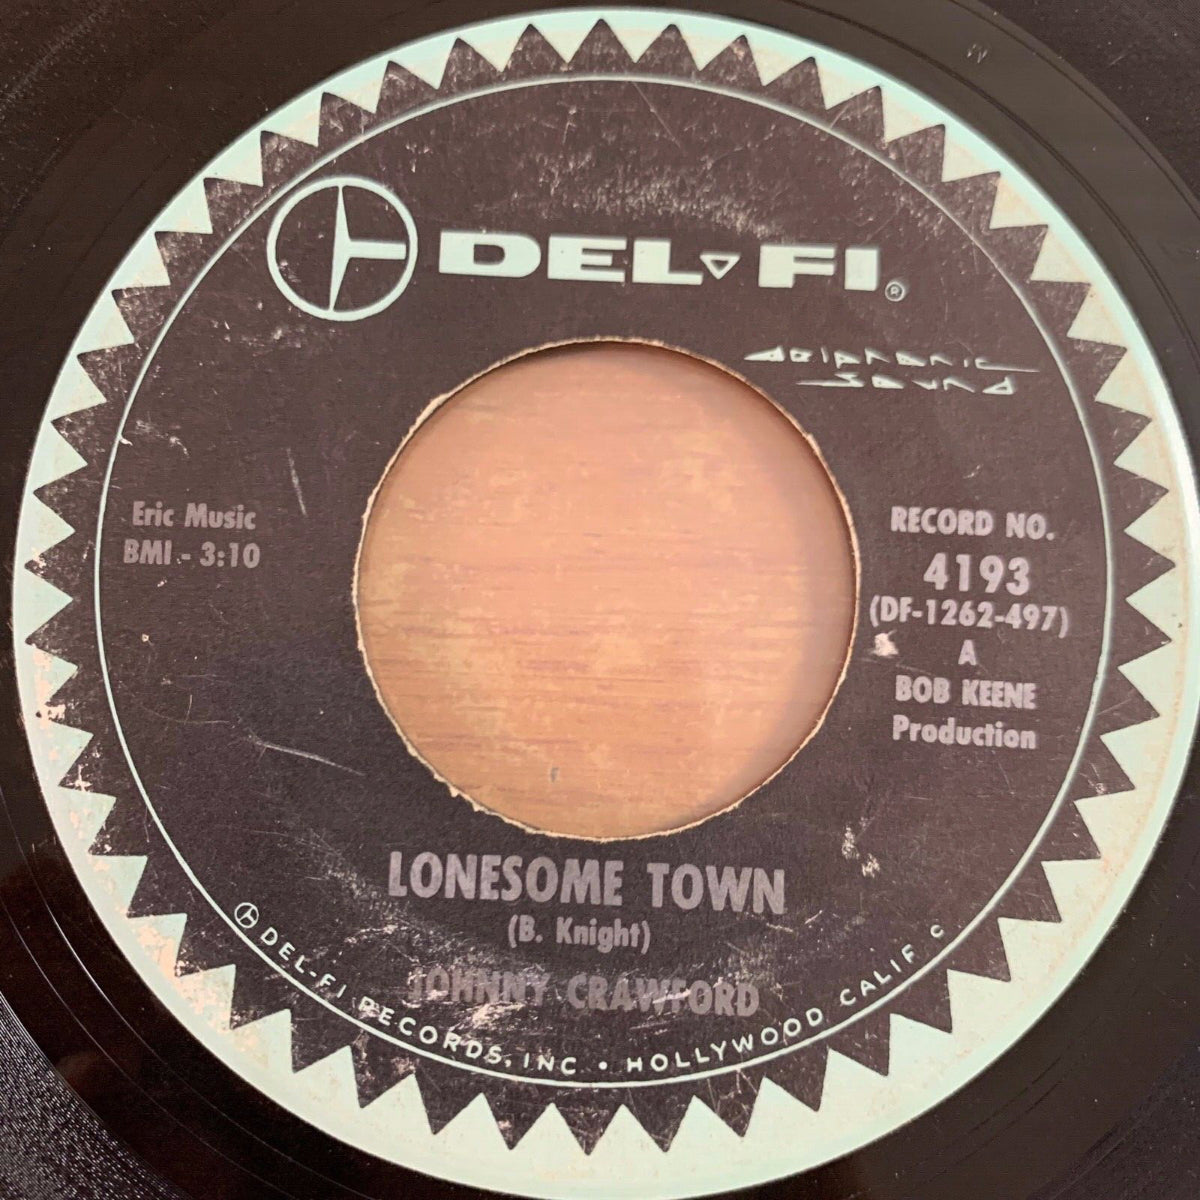 DEL-FI®
delphonic
sound
Eric Music
BMI - 3:10
RECORD NO.
4193
(DF-1262-497)
A
BOB KEENE
Production
LONESOME TOWN
(B. Knight)
JOHNNY CRAWFORD
DEL-FI RECORDS, INC • HOLLYWOOD CALIF C